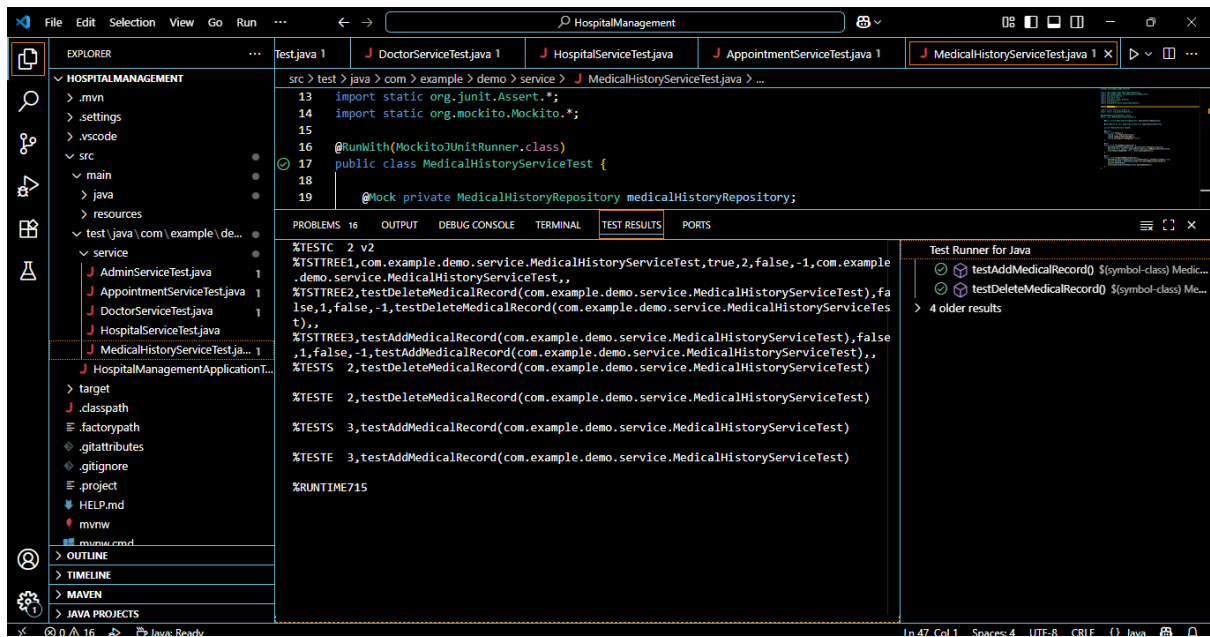 File Edit Selection View Go Run ··· ← → HospitalManagement
EXPLORER ···
HOSPITALMANAGEMENT
> .mvn
> .settings
> .vscode
src
main
> java
> resources
test\java\com\example\de...
service
J AdminServiceTest.java 1
J AppointmentServiceTest.java 1
J DoctorServiceTest.java 1
J HospitalServiceTest.java
J MedicalHistoryServiceTest.ja... 1
J HospitalManagementApplicationT...
> target
J .classpath
.factorypath
.gitattributes
.gitignore
.project
HELP.md
mvnw
mvnw.cmd
> OUTLINE
> TIMELINE
> MAVEN
> JAVA PROJECTS
Test.java 1 J DoctorServiceTest.java 1 J HospitalServiceTest.java J AppointmentServiceTest.java 1 J MedicalHistoryServiceTest.java 1 ×
src > test > java > com > example > demo > service > J MedicalHistoryServiceTest.java > ...
13 import static org.junit.Assert.*;
14 import static org.mockito.Mockito.*;
15
16 @RunWith(MockitoJUnitRunner.class)
17 public class MedicalHistoryServiceTest {
18
19 @Mock private MedicalHistoryRepository medicalHistoryRepository;
PROBLEMS 16 OUTPUT DEBUG CONSOLE TERMINAL TEST RESULTS PORTS
%TESTC 2 v2
%TSTTREE1,com.example.demo.service.MedicalHistoryServiceTest,true,2,false,-1,com.example
.demo.service.MedicalHistoryServiceTest,,
%TSTTREE2,testDeleteMedicalRecord(com.example.demo.service.MedicalHistoryServiceTest),fa
lse,1,false,-1,testDeleteMedicalRecord(com.example.demo.service.MedicalHistoryServiceTes
t),,
%TSTTREE3,testAddMedicalRecord(com.example.demo.service.MedicalHistoryServiceTest),false
,1,false,-1,testAddMedicalRecord(com.example.demo.service.MedicalHistoryServiceTest),,
%TESTS 2,testDeleteMedicalRecord(com.example.demo.service.MedicalHistoryServiceTest)
%TESTE 2,testDeleteMedicalRecord(com.example.demo.service.MedicalHistoryServiceTest)
%TESTS 3,testAddMedicalRecord(com.example.demo.service.MedicalHistoryServiceTest)
%TESTE 3,testAddMedicalRecord(com.example.demo.service.MedicalHistoryServiceTest)
%RUNTIME715
Test Runner for Java
testAddMedicalRecord() $(symbol-class) Medic...
testDeleteMedicalRecord() $(symbol-class) Me...
> 4 older results
1
0 16 Java: Ready Ln 47, Col 1 Spaces: 4 UTF-8 CRLF {} Java